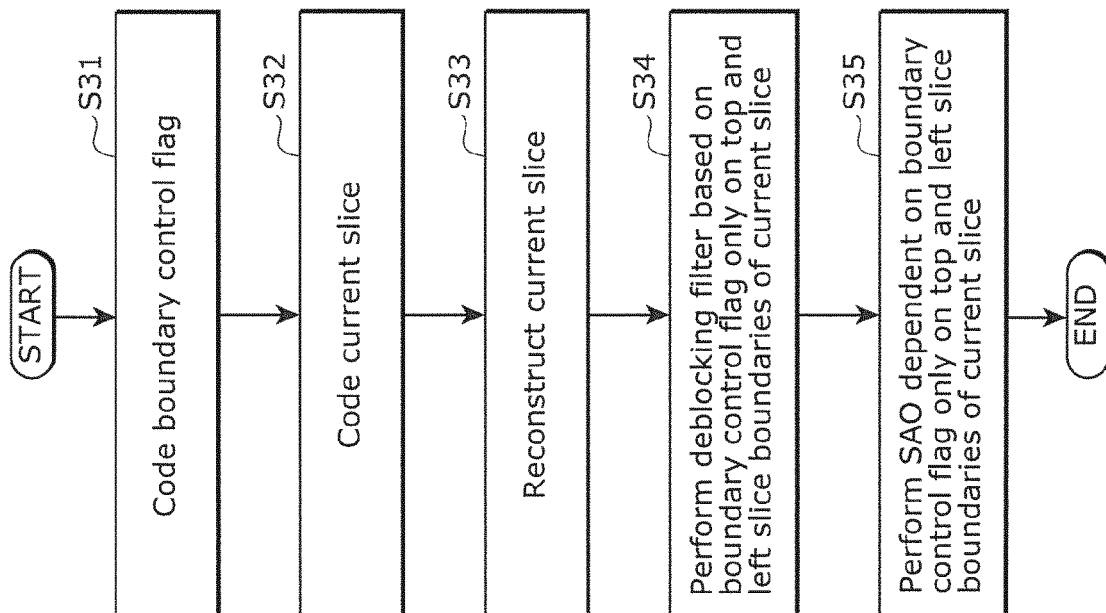 START
S31
Code boundary control flag
S32
Code current slice
S33
Reconstruct current slice
S34
Perform deblocking filter based on
boundary control flag only on top and
left slice boundaries of current slice
S35
Perform SAO dependent on boundary
control flag only on top and left slice
boundaries of current slice
END